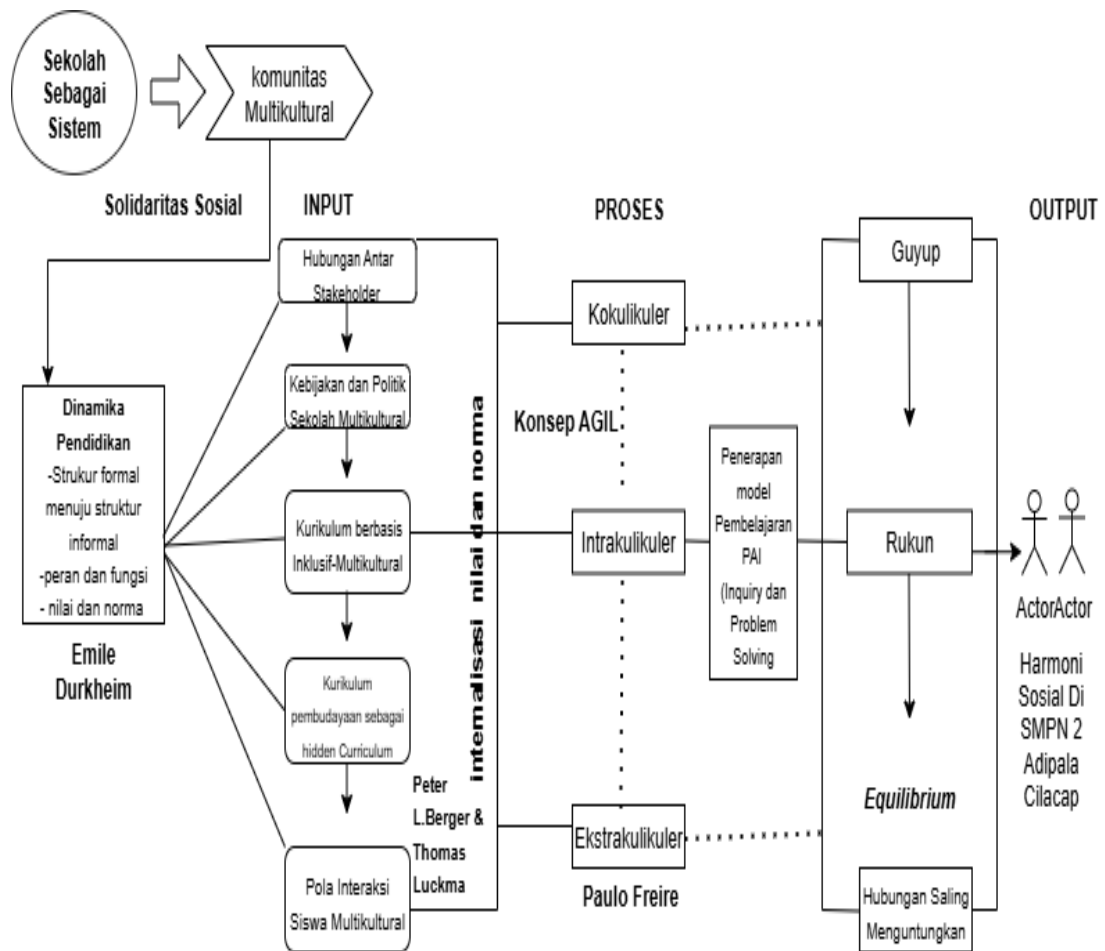 Sekolah
Sebagai
Sistem
komunitas
Multikultural
Solidaritas Sosial
INPUT
PROSES
OUTPUT
Dinamika
Pendidikan
-Strukur formal
menuju struktur
informal
-peran dan fungsi
- nilai dan norma
Emile
Durkheim
Hubungan Antar
Stakeholder
Kebijakan dan Politik
Sekolah Multikultural
Kurikulum berbasis
Inklusif-Multikultural
Kurikulum
pembudayaan sebagai
hidden Curriculum
Pola Interaksi
Siswa Multikultural
internalisasi nilai dan norma
Peter
L.Berger &
Thomas
Luckma
Kokulikuler
Konsep AGIL
Intrakulikuler
Ekstrakulikuler
Paulo Freire
Penerapan
model
Pembelajaran
PAI
(Inquiry dan
Problem
Solving
Guyup
Rukun
Equilibrium
Hubungan Saling
Menguntungkan
ActorActor
Harmoni
Sosial Di
SMPN 2
Adipala
Cilacap